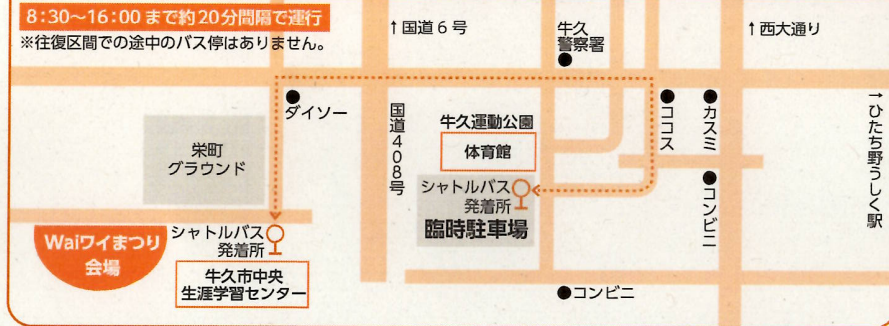 8:30〜16:00まで約20分間隔で運行
※往復区間での途中のバス停はありません。
↑国道6号
牛久
警察署
↑西大通り
ダイソー
国道408号
牛久運動公園
体育館
ココス
カスミ
→ひたち野うしく駅
栄町
グラウンド
シャトルバス
発着所
臨時駐車場
コンビニ
Waiワイまつり
会場
シャトルバス
発着所
牛久市中央
生涯学習センター
コンビニ